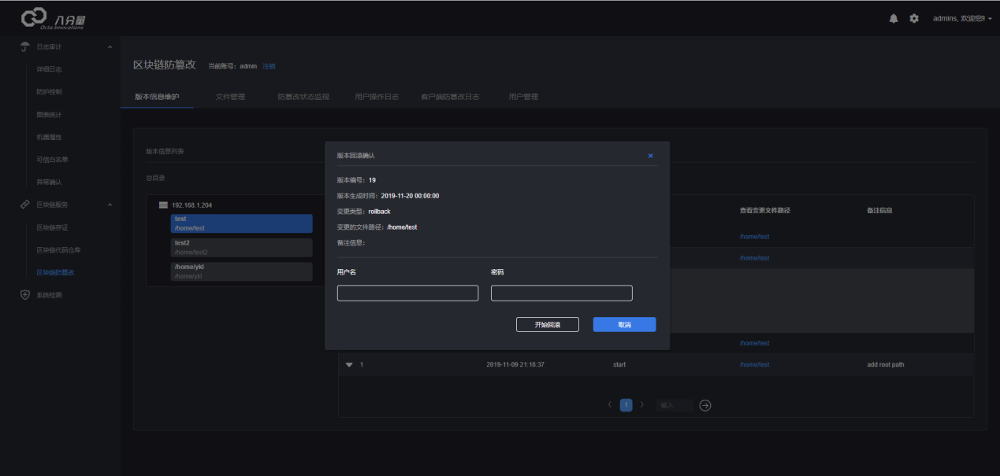 八分量
Octa Innovations
admins, 欢迎您!
日志审计
详细日志
防护控制
图表统计
机器属性
可信白名单
异常确认
区块链服务
区块链存证
区块链代码仓库
区块链防篡改
系统检测
区块链防篡改 当前账号: admin 注销
版本信息维护 文件管理 防篡改状态监视 用户操作日志 客户端防篡改日志 用户管理
版本信息列表
总目录
192.168.1.204
test
/home/test
test2
/home/test2
/home/ykl
/home/ykl
版本回滚确认 ×
版本编号: 19
版本生成时间: 2019-11-20 00:00:00
变更类型: rollback
变更的文件路径: /home/test
备注信息:
用户名 密码
开始回滚 取消
查看变更文件路径 备注信息
/home/test
/home/test
/home/test
1 2019-11-09 21:16:37 start /home/test add root path
1 输入